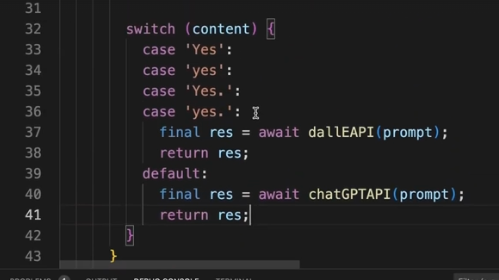 31
32 switch (content) {
33 case 'Yes':
34 case 'yes':
35 case 'Yes.':
36 case 'yes.':
37 final res = await dallEAPI(prompt);
38 return res;
39 default:
40 final res = await chatGPTAPI(prompt);
41 return res;
42 }
43 }